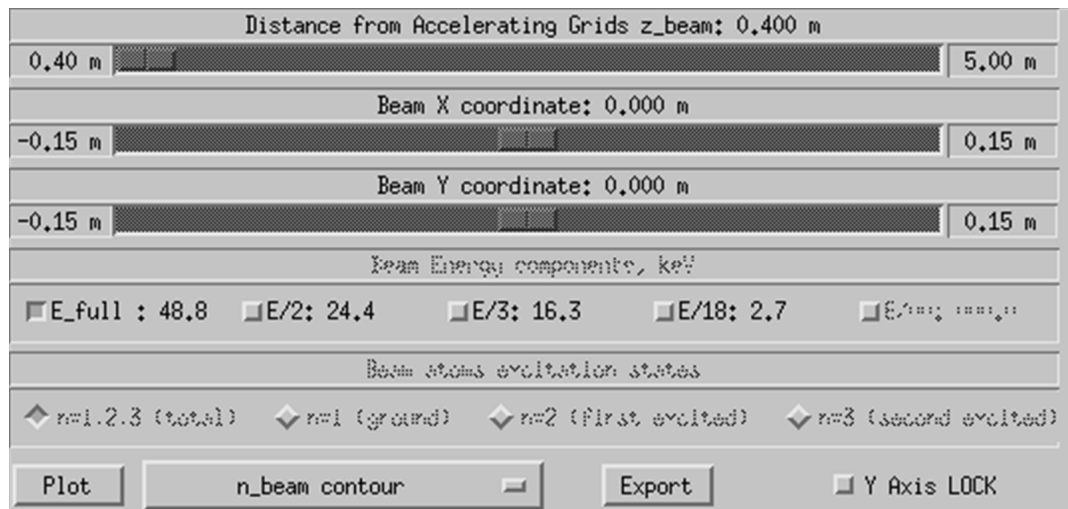 Distance from Accelerating Grids z_beam: 0.400 m
0.40 m 5.00 m
Beam X coordinate: 0.000 m
-0.15 m 0.15 m
Beam Y coordinate: 0.000 m
-0.15 m 0.15 m
Beam Energy components, keV
E_full : 48.8 E/2: 24.4 E/3: 16.3 E/18: 2.7
Beam atoms excitation states
n=1.2.3 (total) n=1 (ground) n=2 (first excited) n=3 (second excited)
Plot n_beam contour Export Y Axis LOCK